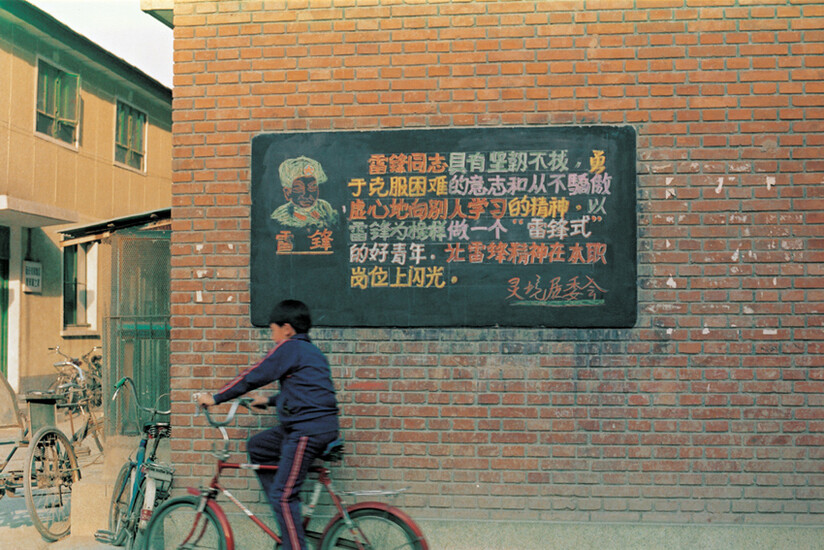 雷锋同志具有坚韧不拔，勇
于克服困难的意志和从不骄傲
虚心地向别人学习的精神。以
雷锋为榜样做一个“雷锋式”
的好青年。让雷锋精神在本职
岗位上闪光。
雷锋
居委会